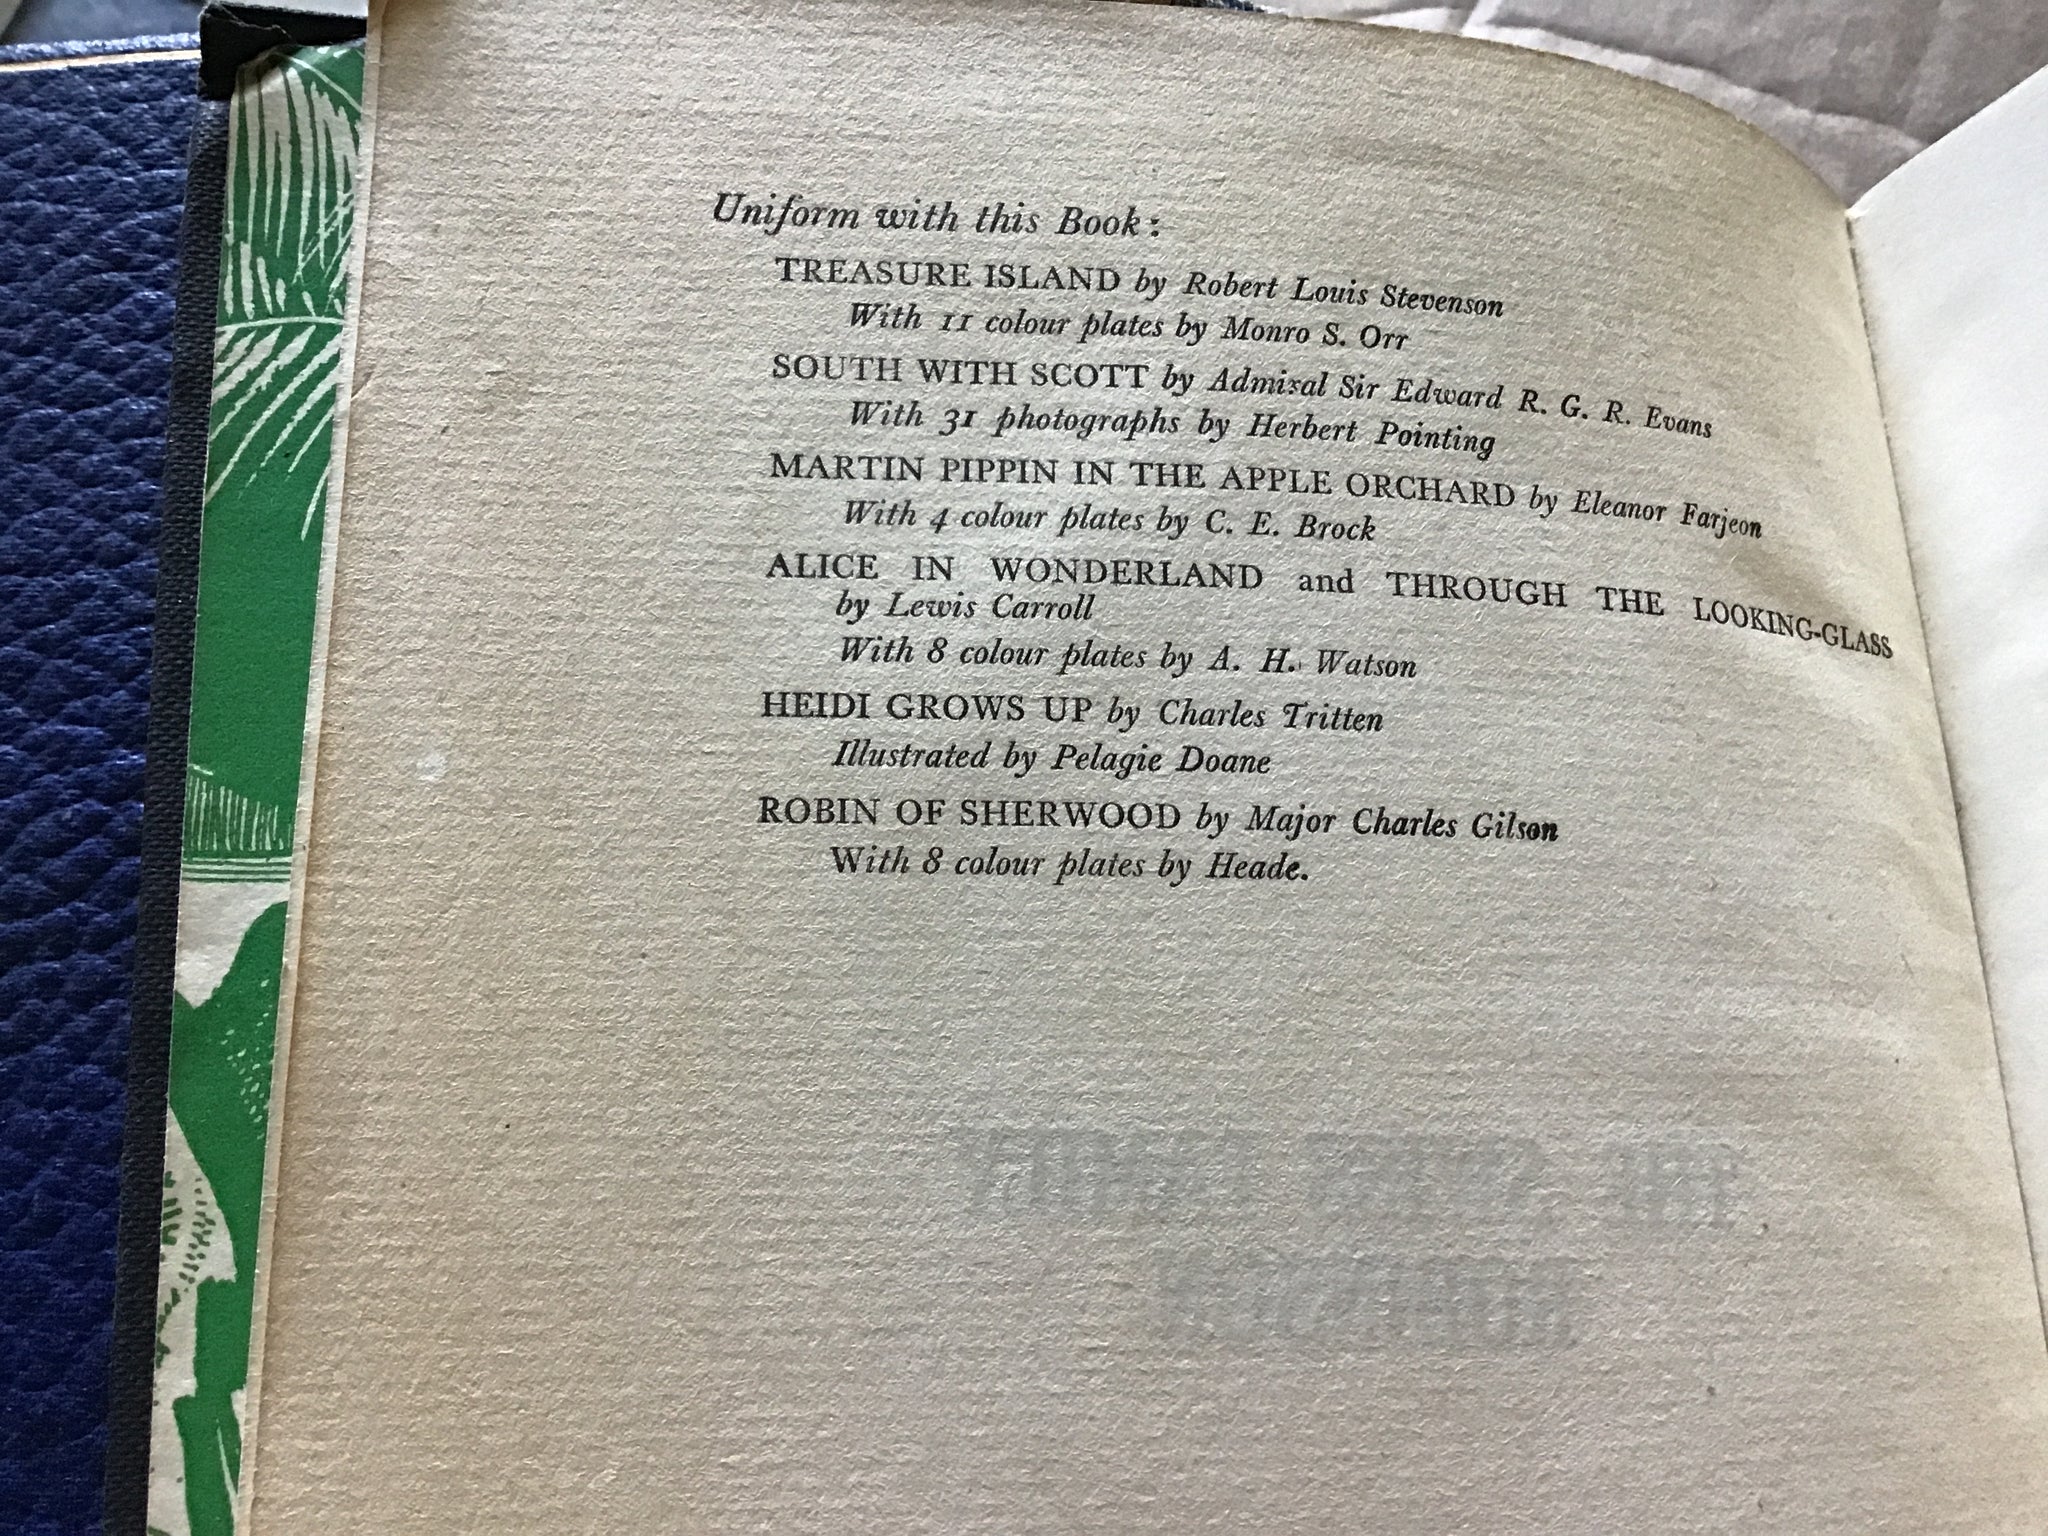 Uniform with this Book:
TREASURE ISLAND by Robert Louis Stevenson
With 11 colour plates by Monro S. Orr
SOUTH WITH SCOTT by Admiral Sir Edward R. G. R. Evans
With 31 photographs by Herbert Pointing
MARTIN PIPPIN IN THE APPLE ORCHARD by Eleanor Farjeon
With 4 colour plates by C. E. Brock
ALICE IN WONDERLAND and THROUGH THE LOOKING-GLASS
by Lewis Carroll
With 8 colour plates by A. H. Watson
HEIDI GROWS UP by Charles Tritten
Illustrated by Pelagie Doane
ROBIN OF SHERWOOD by Major Charles Gilson
With 8 colour plates by Heade.